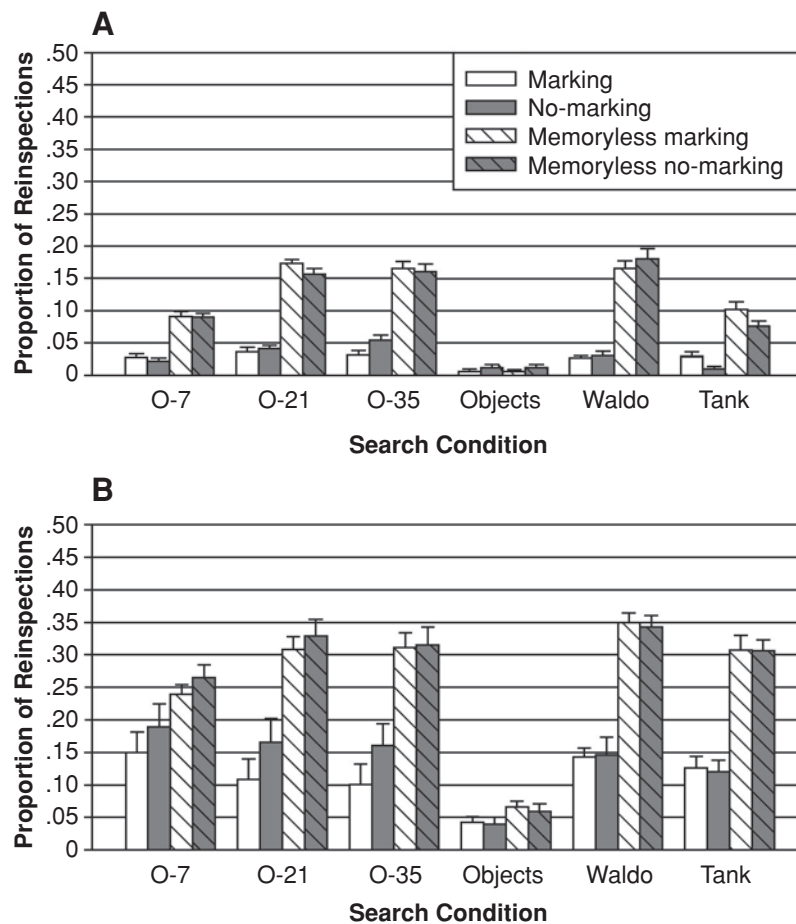 A
Proportion of Reinspections
.50
.45
.40
.35
.30
.25
.20
.15
.10
.05
0
Marking
No-marking
Memoryless marking
Memoryless no-marking
O-7 O-21 O-35 Objects Waldo Tank
Search Condition
B
Proportion of Reinspections
.50
.45
.40
.35
.30
.25
.20
.15
.10
.05
0
O-7 O-21 O-35 Objects Waldo Tank
Search Condition